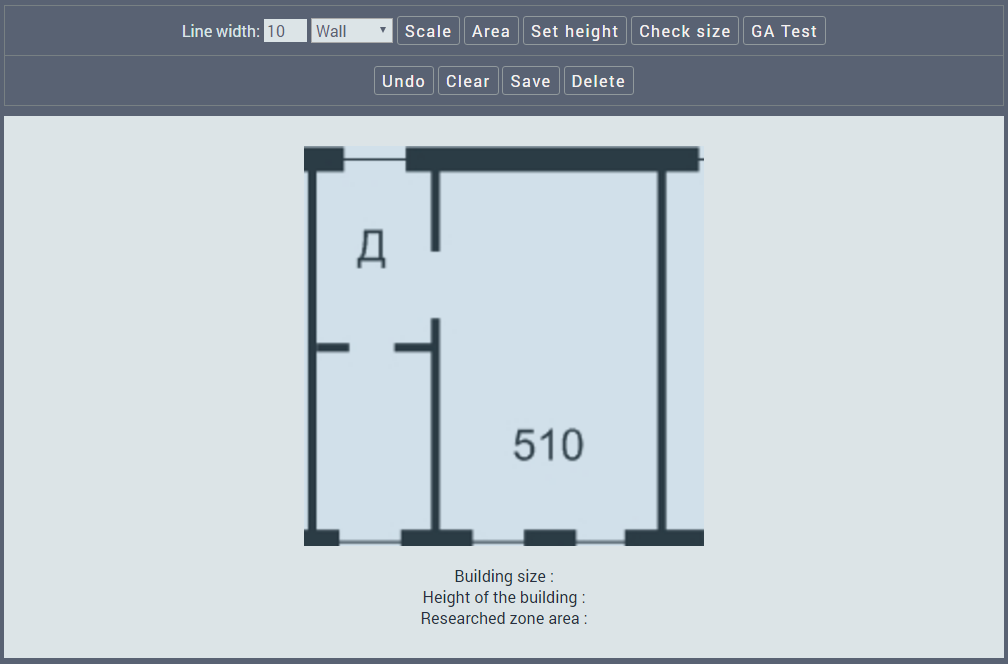 Line width: 10 Wall Scale Area Set height Check size GA Test
Undo Clear Save Delete
Д
510
Building size :
Height of the building :
Researched zone area :